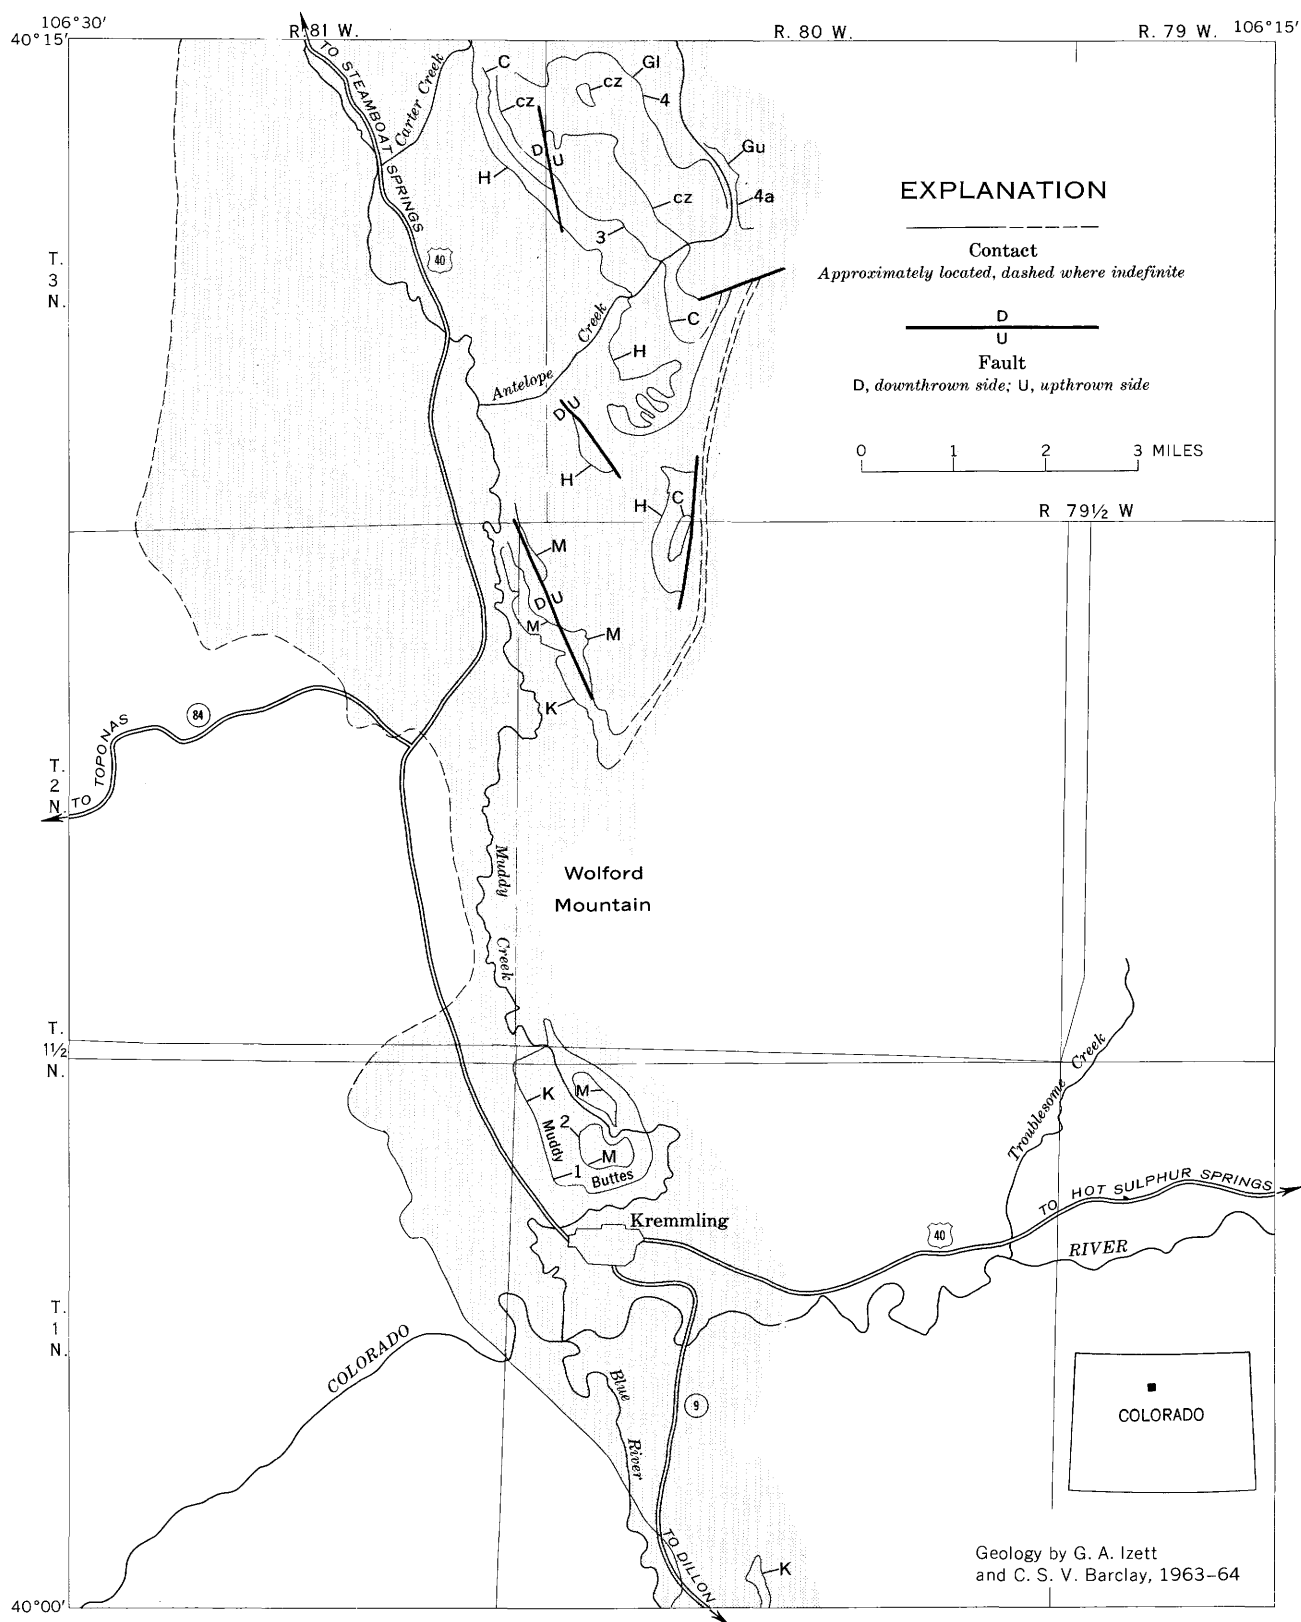 106°30′
R. 81 W.
R. 80 W.
R. 79 W.
106°15′
40°15′
TO STEAMBOAT SPRINGS
Carter Creek
C
Gl
cz
cz
4
D
U
Gu
H
cz
4a
3
EXPLANATION
Contact
Approximately located, dashed where indefinite
D
U
Fault
D, downthrown side; U, upthrown side
0 1 2 3 MILES
40
T.
3
N.
Antelope Creek
C
H
D U
H
H
C
R 79½ W
M
D U
M
M
K
84
TO TOPONAS
T.
2
N.
Muddy Creek
Wolford
Mountain
T.
1½
N.
Troublesome Creek
K
M
2
Muddy
M
1
Buttes
Kremmling
TO HOT SULPHUR SPRINGS
40
RIVER
T.
1
N.
COLORADO
Blue River
9
COLORADO
TO DILLON
K
Geology by G. A. Izett
and C. S. V. Barclay, 1963–64
40°00′